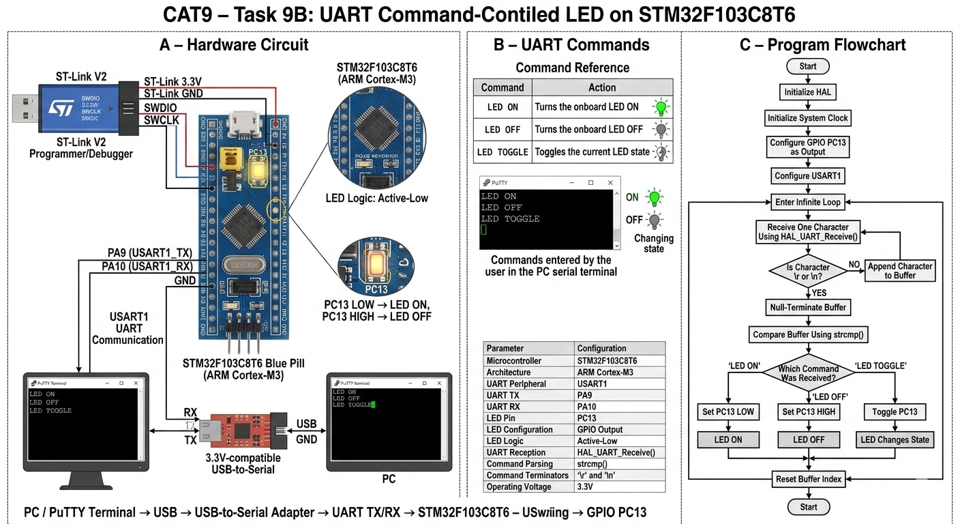 CAT9 – Task 9B: UART Command-Contiled LED on STM32F103C8T6
A – Hardware Circuit
ST-Link V2
ST-Link 3.3V
ST-Link GND
SWDIO
SWCLK
ST-Link V2
Programmer/Debugger
STM32F103C8T6
(ARM Cortex-M3)
PC13
LED Logic: Active-Low
PA9 (USART1_TX)
PA10 (USART1_RX)
GND
PC13
PC13 LOW → LED ON,
PC13 HIGH → LED OFF
USART1
UART
Communication
STM32F103C8T6 Blue Pill
(ARM Cortex-M3)
LED ON
LED OFF
LED TOGGLE
RX
TX
USB
GND
3.3V-compatible
USB-to-Serial
LED ON
LED OFF
LED TUGGLE
PC
PC / PuTTY Terminal → USB → USB-to-Serial Adapter → UART TX/RX → STM32F103C8T6 – USwɟing → GPIO PC13
B – UART Commands
Command Reference
Command Action
LED ON Turns the onboard LED ON
LED OFF Turns the onboard LED OFF
LED TOGGLE Toggles the current LED state
PuTTY
LED ON
LED OFF
LED TOGGLE
ON
OFF
Changing
state
Commands entered by the
user in the PC serial terminal
Parameter Configuration
Microcontroller STM32F103C8T6
Architecture ARM Cortex-M3
UART Perlpheral USART1
UART TX PA9
UART RX PA10
LED Pin PC13
LED Configuration GPIO Output
LED Logic Active-Low
UART Reception HAL_UART_Receive()
Command Parsing strcmp()
Command Terminators '\r' and '\n'
Operating Voltage 3.3V
C – Program Flowchart
Start
Initialize HAL
Initialize System Clock
Configure GPIO PC13
as Output
Configure USART1
Enter Infinite Loop
Receive One Character
Using HAL_UART_Receive()
Is Character
\r or \n?
NO
Append Character
to Buffer
YES
Null-Terminate Buffer
Compare Buffer Using strcmp()
'LED ON'
Which Command
Was Received?
'LED TOGGLE'
'LED OFF'
Set PC13 LOW
Set PC13 HIGH
Toggle PC13
LED ON
LED OFF
LED Changes State
Reset Buffer Index
Start